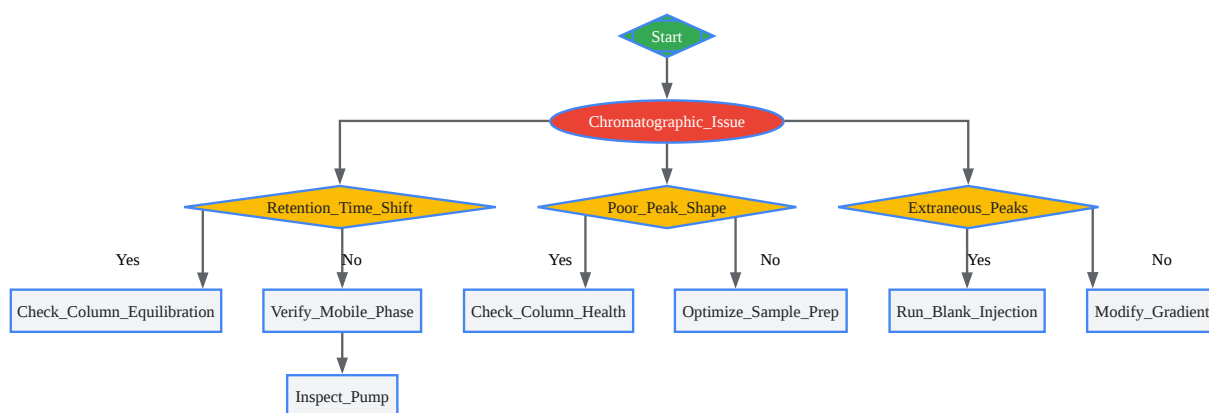 Start
Chromatographic_Issue
Retention_Time_Shift
Poor_Peak_Shape
Extraneous_Peaks
Yes
No
Yes
No
Yes
No
Check_Column_Equilibration
Verify_Mobile_Phase
Check_Column_Health
Optimize_Sample_Prep
Run_Blank_Injection
Modify_Gradient
Inspect_Pump